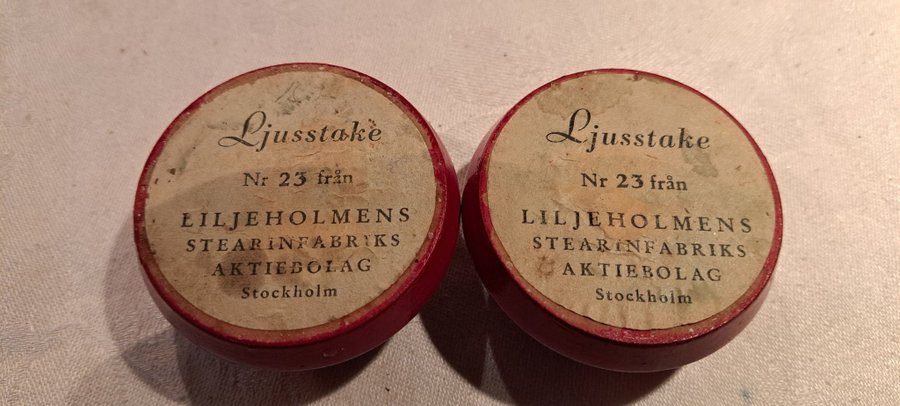 Ljusstake
Nr 23 från
LILJEHOLMENS
STEARINFABRIKS
AKTIEBOLAG
Stockholm
Ljusstake
Nr 23 från
LILJEHOLMENS
STEARINFABRIKS
AKTIEBOLAG
Stockholm